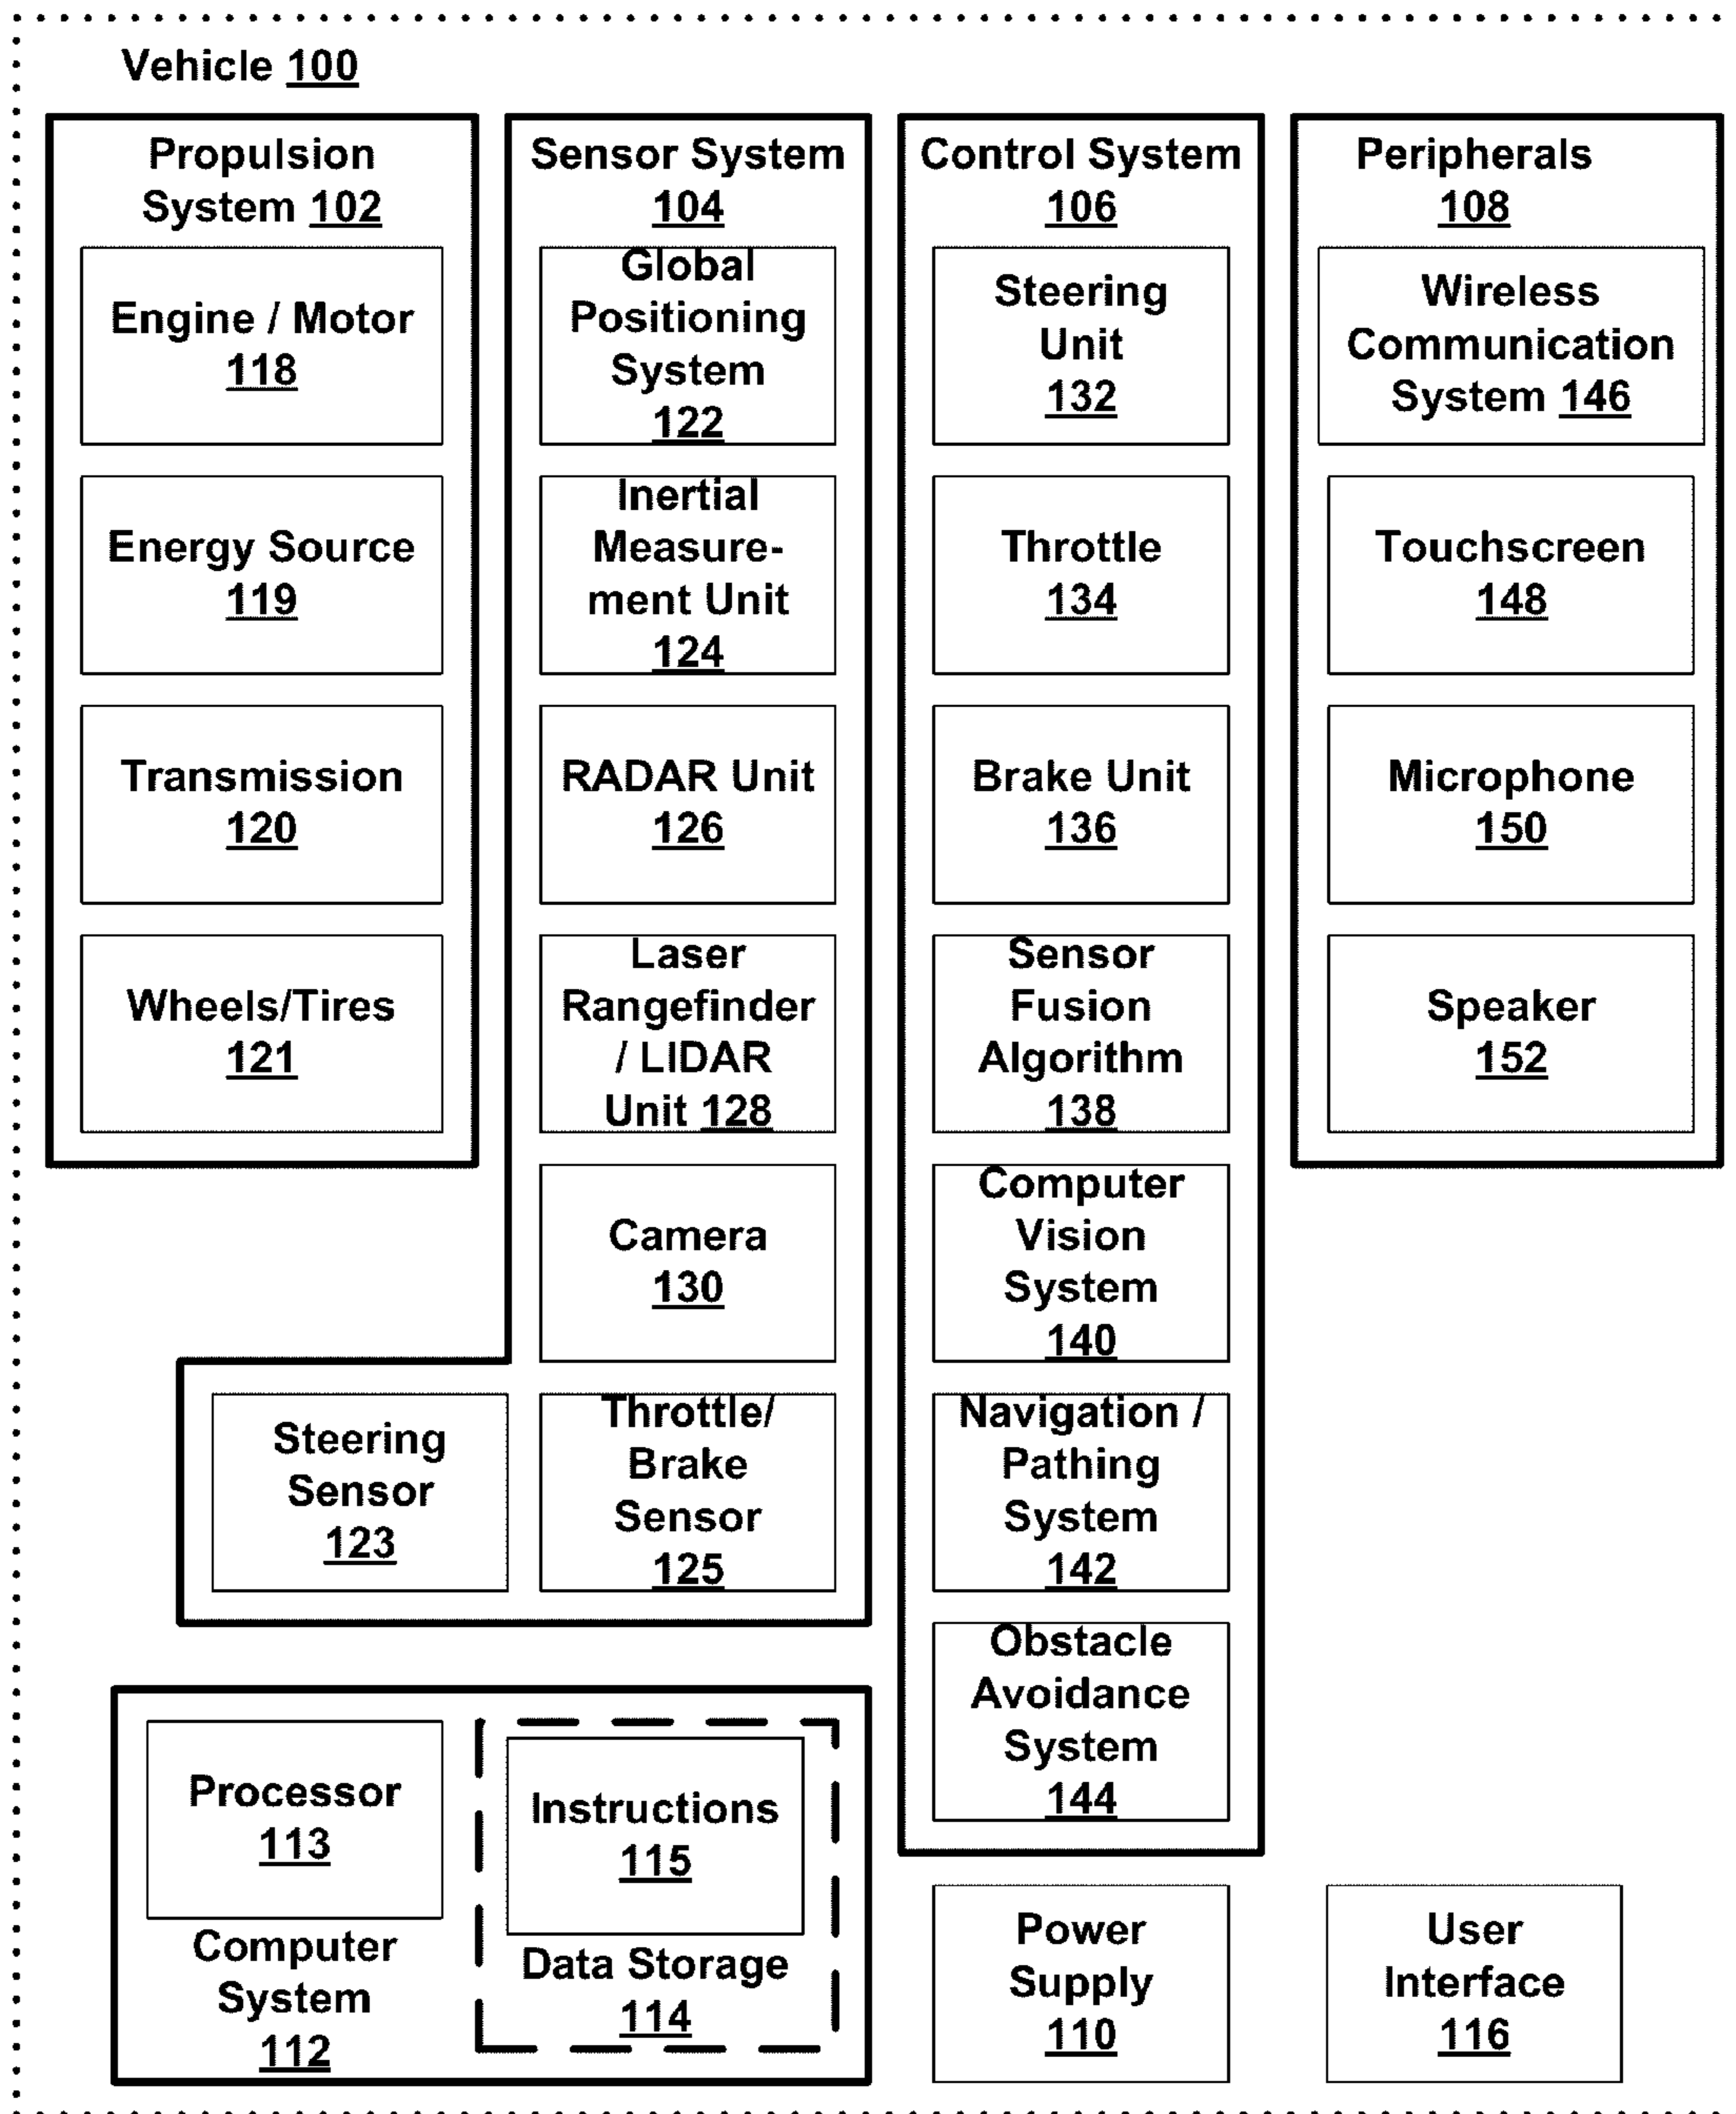 Vehicle 100
Propulsion
System 102
Engine / Motor
118
Energy Source
119
Transmission
120
Wheels/Tires
121
Sensor System
104
Global
Positioning
System
122
Inertial
Measure-
ment Unit
124
RADAR Unit
126
Laser
Rangefinder
/ LIDAR
Unit 128
Camera
130
Steering
Sensor
123
Throttle/
Brake
Sensor
125
Control System
106
Steering
Unit
132
Throttle
134
Brake Unit
136
Sensor
Fusion
Algorithm
138
Computer
Vision
System
140
Navigation /
Pathing
System
142
Obstacle
Avoidance
System
144
Peripherals
108
Wireless
Communication
System 146
Touchscreen
148
Microphone
150
Speaker
152
Processor
113
Computer
System
112
Instructions
115
Data Storage
114
Power
Supply
110
User
Interface
116